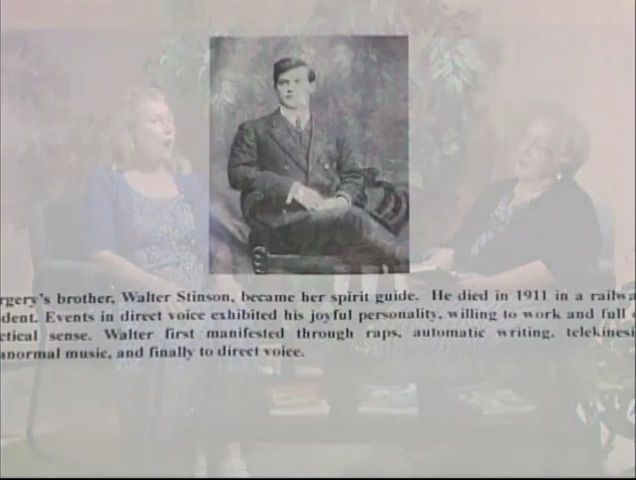 rgery's brother, Walter Stinson, became her spirit guide. He died in 1911 in a railwa
dent. Events in direct voice exhibited his joyful personality, willing to work and full
ctical sense. Walter first manifested through raps, automatic writing, telekinesi
anormal music, and finally to direct voice.